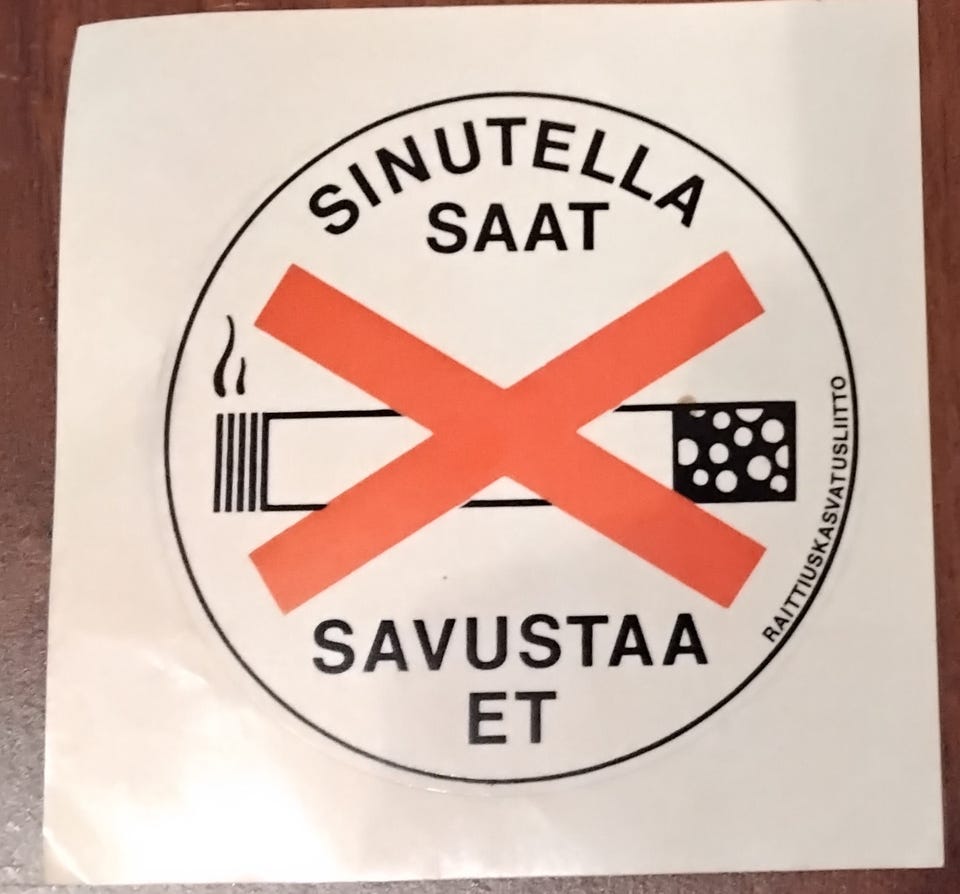 SINUTELLA
SAAT
SAVUSTAA
ET
RAITTIUSKASVATUSLIITTO